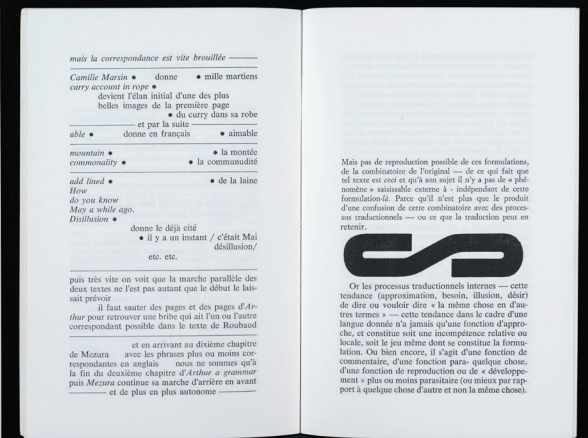 mais la correspondance est vite brouillée ———
Camille Marsin ● donne ● mille martiens
carry account in rope ●
devient l'élan initial d'une des plus
belles images de la première page
● du curry dans sa robe
——— et par la suite ———
able ● donne en français ● aimable
mountain ● ● la montée
commonality ● ● la communudité
add lined ● ● de la laine
How
do you know
May a while ago.
Disillusion ●
donne le déjà cité
● il y a un instant / c'était Mai
désillusion/
etc. etc.
puis très vite on voit que la marche parallèle des
deux textes ne l'est pas autant que le début le lais-
sait prévoir
il faut sauter des pages et des pages d'Ar-
thur pour retrouver une bribe qui ait l'un ou l'autre
correspondant possible dans le texte de Roubaud
et en arrivant au dixième chapitre
de Mezura avec les phrases plus ou moins cor-
respondantes en anglais nous ne sommes qu'à
la fin du deuxième chapitre d'Arthur a grammar
puis Mezura continue sa marche d'arrière en avant
——— et de plus en plus autonome ———
Mais pas de reproduction possible de ces formulations,
de la combinatoire de l'original — de ce qui fait que
tel texte est ceci et qu'à son sujet il n'y a pas de « phé-
nomène » saisissable externe à - indépendant de cette
formulation-là. Parce qu'il n'est plus que le produit
d'une confusion de cette combinatoire avec des proces-
sus traductionnels — ou ce que la traduction peut en
retenir.
Or les processus traductionnels internes — cette
tendance (approximation, besoin, illusion, désir)
de dire ou vouloir dire « la même chose en d'au-
tres termes » — cette tendance dans le cadre d'une
langue donnée n'a jamais qu'une fonction d'appro-
che, et constitue soit une incompétence relative ou
locale, soit le jeu même dont se constitue la formu-
lation. Ou bien encore, il s'agit d'une fonction de
commentaire, d'une fonction para- quelque chose,
d'une fonction de reproduction ou de « développe-
ment » plus ou moins parasitaire (ou mieux par rap-
port à quelque chose d'autre et non la même chose).